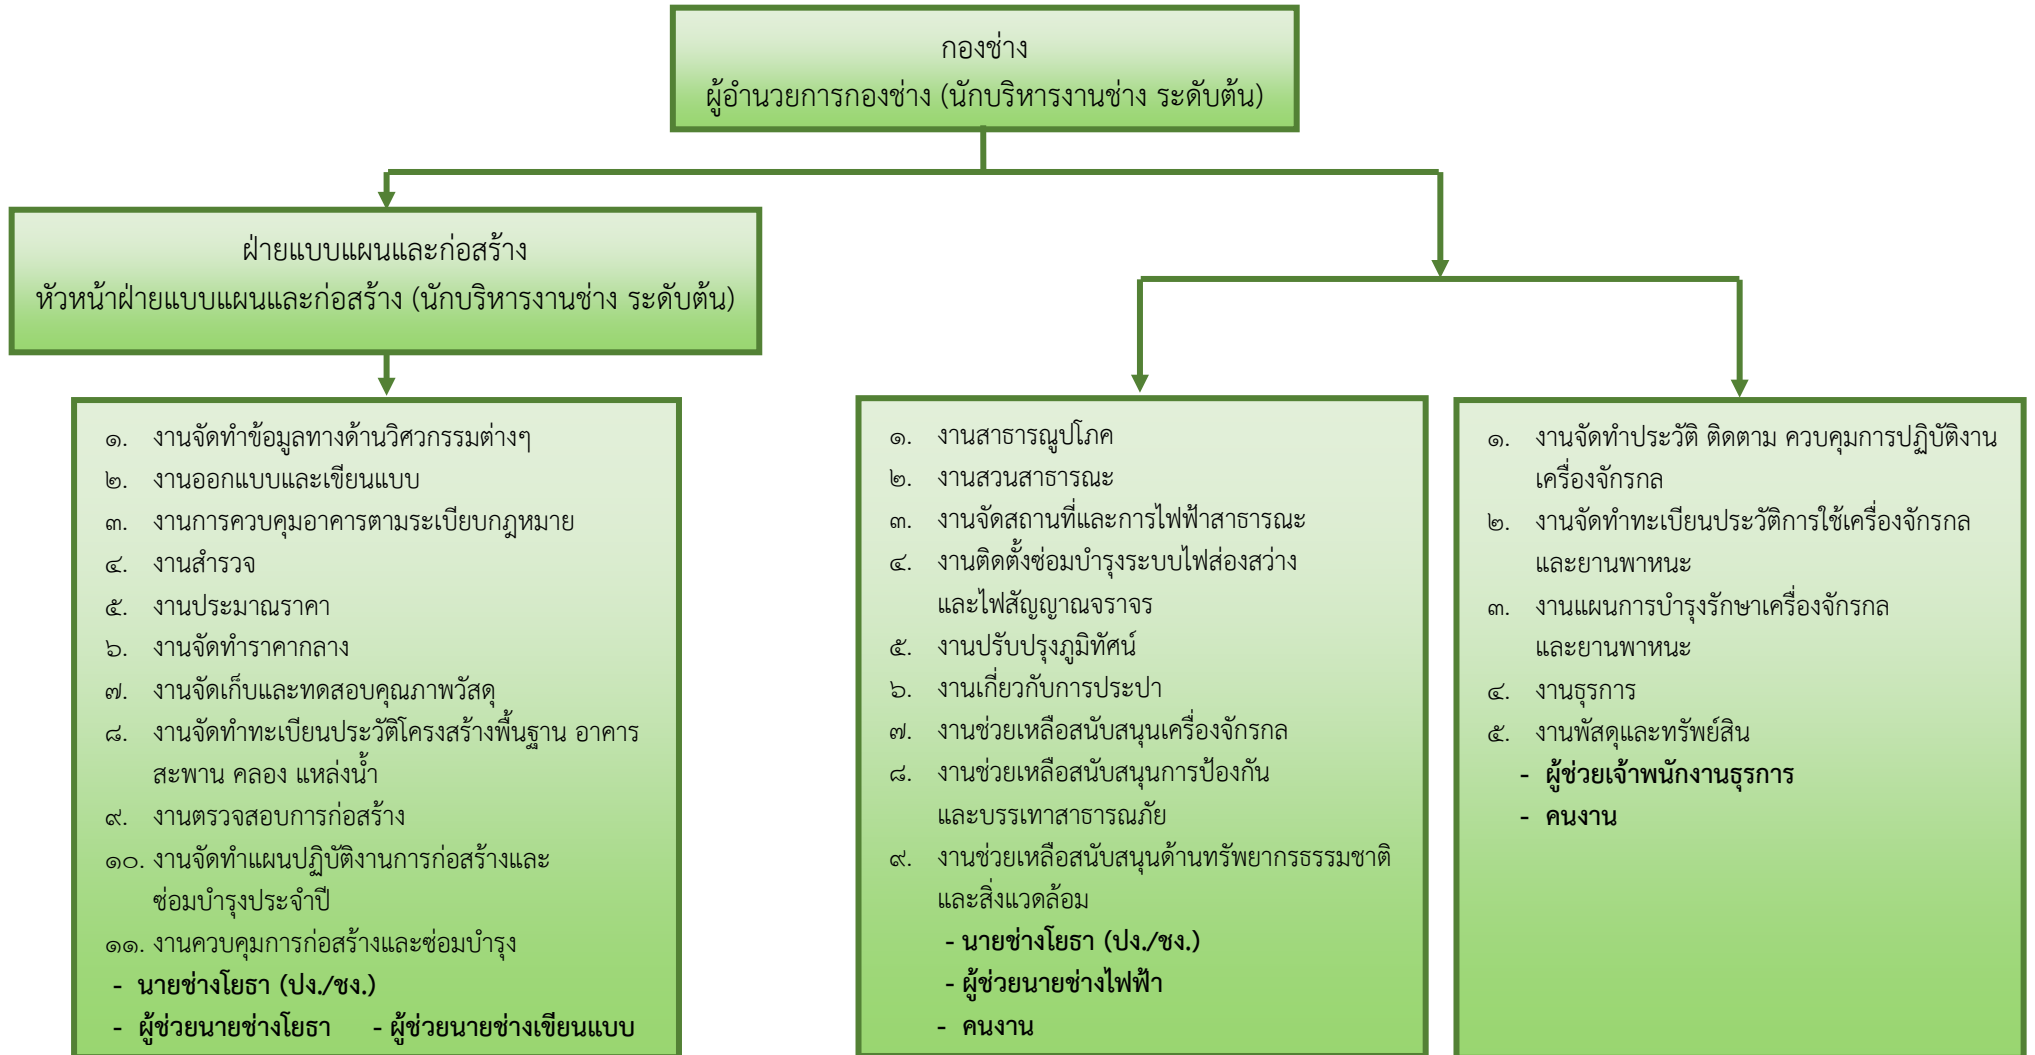 กองช่าง
ผู้อำนวยการกองช่าง (นักบริหารงานช่าง ระดับต้น)
ฝ่ายแบบแผนและก่อสร้าง
หัวหน้าฝ่ายแบบแผนและก่อสร้าง (นักบริหารงานช่าง ระดับต้น)
๑. งานจัดทำข้อมูลทางด้านวิศวกรรมต่างๆ
๒. งานออกแบบและเขียนแบบ
๓. งานการควบคุมอาคารตามระเบียบกฎหมาย
๔. งานสำรวจ
๕. งานประมาณราคา
๖. งานจัดทำราคากลาง
๗. งานจัดเก็บและทดสอบคุณภาพวัสดุ
๘. งานจัดทำทะเบียนประวัติโครงสร้างพื้นฐาน อาคาร
สะพาน คลอง แหล่งน้ำ
๙. งานตรวจสอบการก่อสร้าง
๑๐. งานจัดทำแผนปฏิบัติงานการก่อสร้างและ
ซ่อมบำรุงประจำปี
๑๑. งานควบคุมการก่อสร้างและซ่อมบำรุง
- นายช่างโยธา (ปง./ชง.)
- ผู้ช่วยนายช่างโยธา - ผู้ช่วยนายช่างเขียนแบบ
๑. งานสาธารณูปโภค
๒. งานสวนสาธารณะ
๓. งานจัดสถานที่และการไฟฟ้าสาธารณะ
๔. งานติดตั้งซ่อมบำรุงระบบไฟส่องสว่าง
และไฟสัญญาณจราจร
๕. งานปรับปรุงภูมิทัศน์
๖. งานเกี่ยวกับการประปา
๗. งานช่วยเหลือสนับสนุนเครื่องจักรกล
๘. งานช่วยเหลือสนับสนุนการป้องกัน
และบรรเทาสาธารณภัย
๙. งานช่วยเหลือสนับสนุนด้านทรัพยากรธรรมชาติ
และสิ่งแวดล้อม
- นายช่างโยธา (ปง./ชง.)
- ผู้ช่วยนายช่างไฟฟ้า
- คนงาน
๑. งานจัดทำประวัติ ติดตาม ควบคุมการปฏิบัติงาน
เครื่องจักรกล
๒. งานจัดทำทะเบียนประวัติการใช้เครื่องจักรกล
และยานพาหนะ
๓. งานแผนการบำรุงรักษาเครื่องจักรกล
และยานพาหนะ
๔. งานธุรการ
๕. งานพัสดุและทรัพย์สิน
- ผู้ช่วยเจ้าพนักงานธุรการ
- คนงาน